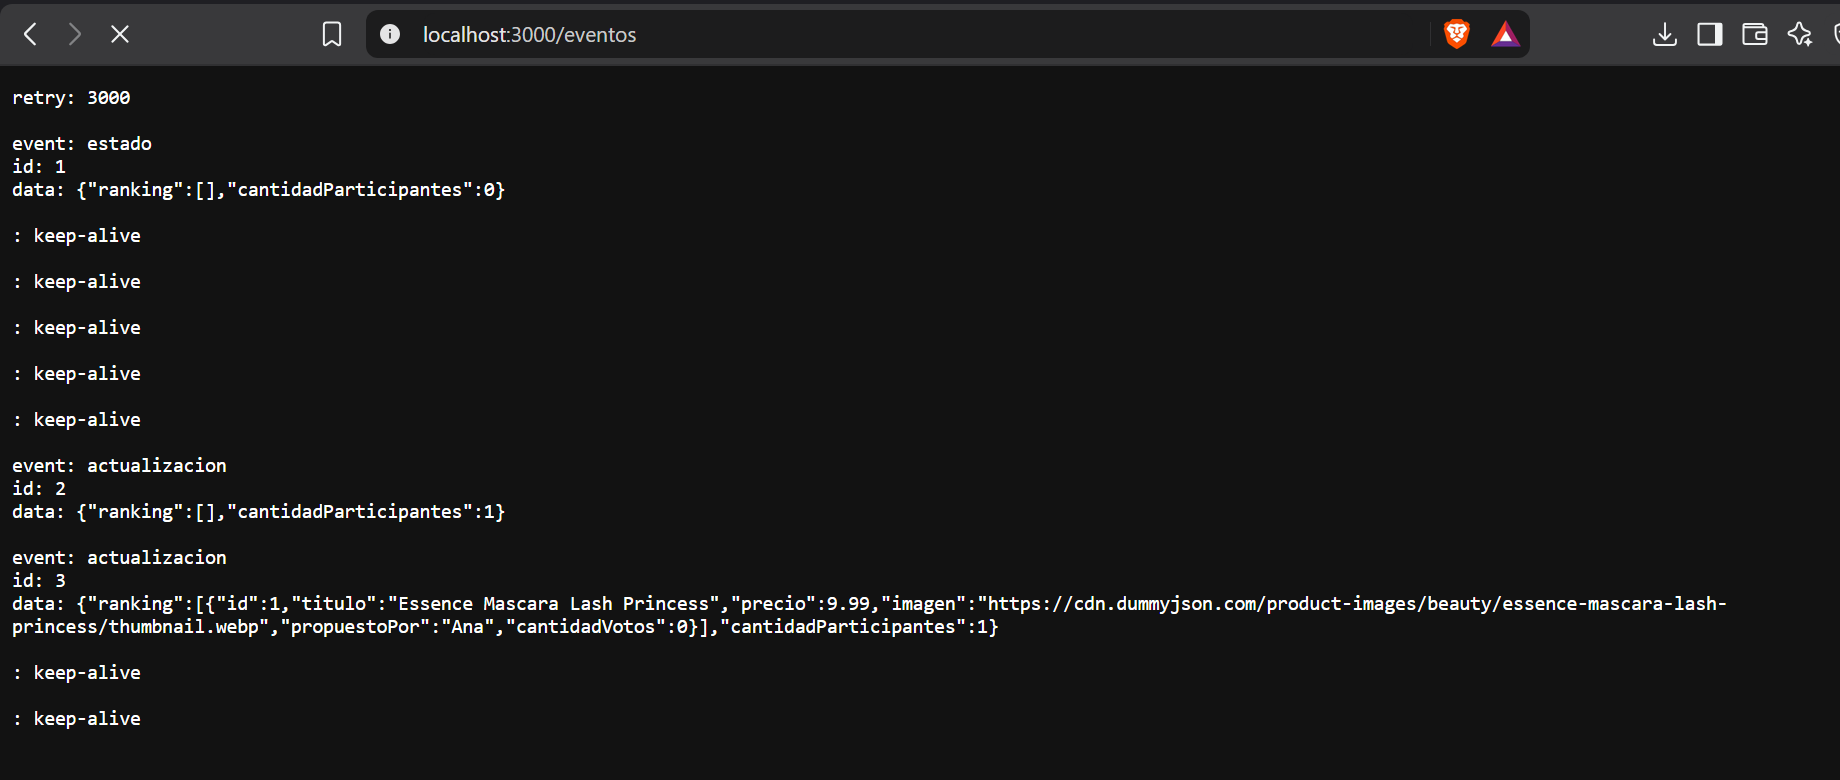 localhost:3000/eventos
retry: 3000
event: estado
id: 1
data: {"ranking":[],"cantidadParticipantes":0}
: keep-alive
: keep-alive
: keep-alive
: keep-alive
: keep-alive
event: actualizacion
id: 2
data: {"ranking":[],"cantidadParticipantes":1}
event: actualizacion
id: 3
data: {"ranking":[{"id":1,"titulo":"Essence Mascara Lash Princess","precio":9.99,"imagen":"https://cdn.dummyjson.com/product-images/beauty/essence-mascara-lash-
princess/thumbnail.webp","propuestoPor":"Ana","cantidadVotos":0}],"cantidadParticipantes":1}
: keep-alive
: keep-alive